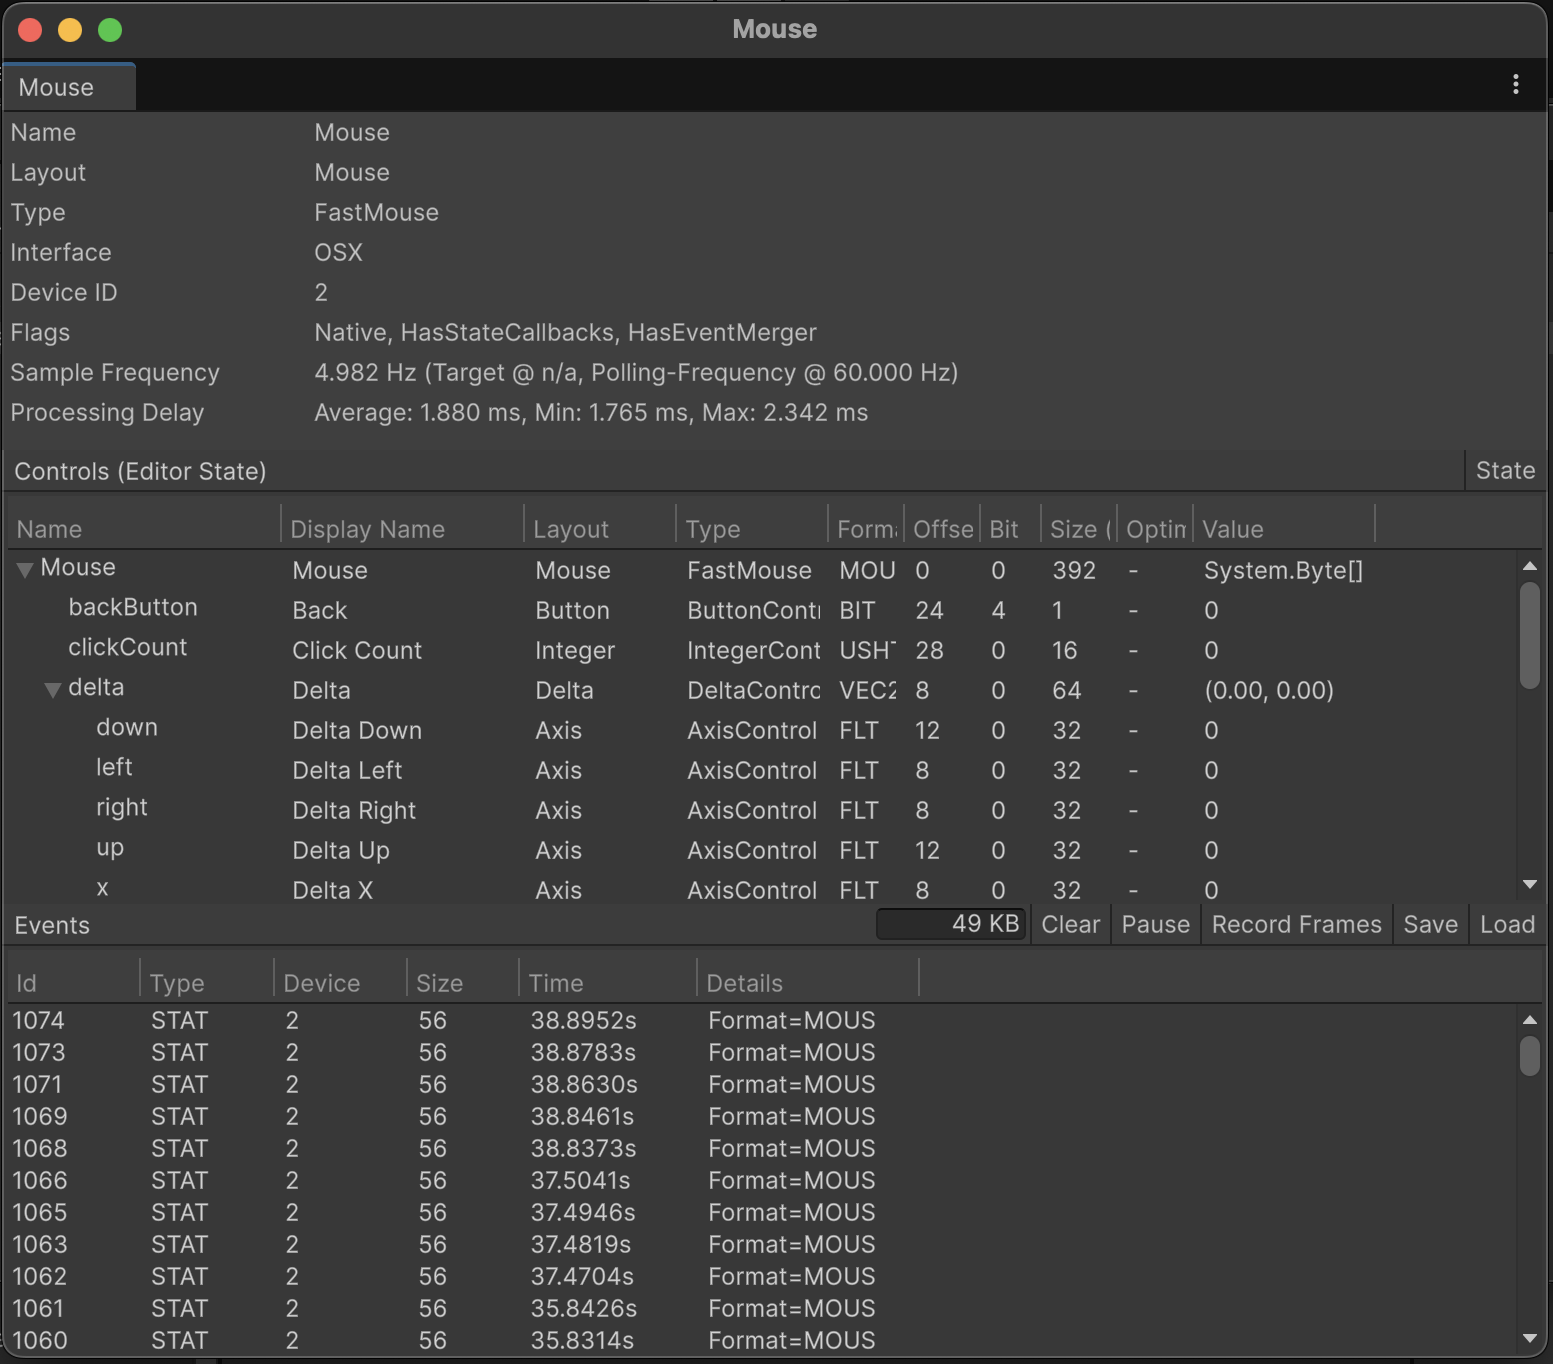 Mouse
Mouse
Name Mouse
Layout Mouse
Type FastMouse
Interface OSX
Device ID 2
Flags Native, HasStateCallbacks, HasEventMerger
Sample Frequency 4.982 Hz (Target @ n/a, Polling-Frequency @ 60.000 Hz)
Processing Delay Average: 1.880 ms, Min: 1.765 ms, Max: 2.342 ms
Controls (Editor State) State
Name Display Name Layout Type Form Offse Bit Size ( Optim Value
Mouse Mouse Mouse FastMouse MOU 0 0 392 - System.Byte[]
backButton Back Button ButtonContr BIT 24 4 1 - 0
clickCount Click Count Integer IntegerCont USHT 28 0 16 - 0
delta Delta Delta DeltaContro VEC2 8 0 64 - (0.00, 0.00)
down Delta Down Axis AxisControl FLT 12 0 32 - 0
left Delta Left Axis AxisControl FLT 8 0 32 - 0
right Delta Right Axis AxisControl FLT 8 0 32 - 0
up Delta Up Axis AxisControl FLT 12 0 32 - 0
x Delta X Axis AxisControl FLT 8 0 32 - 0
Events 49 KB Clear Pause Record Frames Save Load
Id Type Device Size Time Details
1074 STAT 2 56 38.8952s Format=MOUS
1073 STAT 2 56 38.8783s Format=MOUS
1071 STAT 2 56 38.8630s Format=MOUS
1069 STAT 2 56 38.8461s Format=MOUS
1068 STAT 2 56 38.8373s Format=MOUS
1066 STAT 2 56 37.5041s Format=MOUS
1065 STAT 2 56 37.4946s Format=MOUS
1063 STAT 2 56 37.4819s Format=MOUS
1062 STAT 2 56 37.4704s Format=MOUS
1061 STAT 2 56 35.8426s Format=MOUS
1060 STAT 2 56 35.8314s Format=MOUS